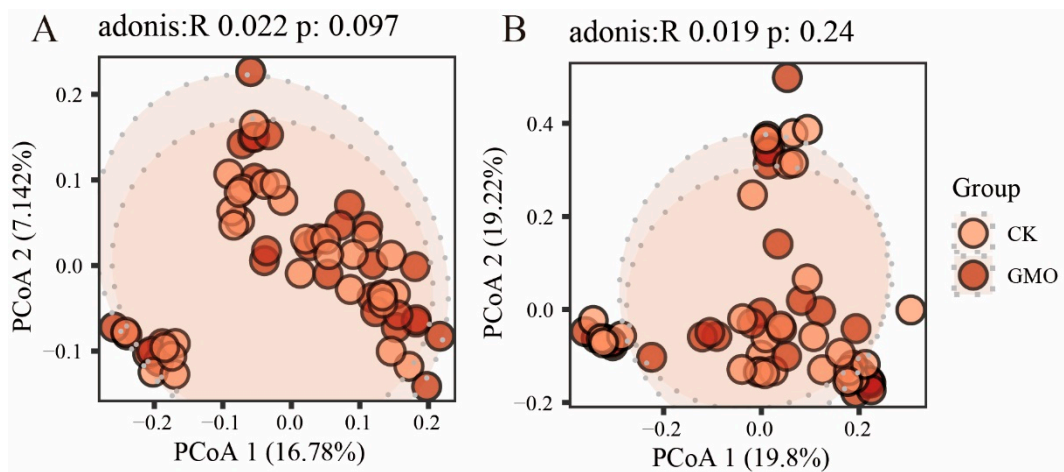 A adonis:R 0.022 p: 0.097
PCoA 2 (7.142%)
0.2
0.1
0.0
−0.1
−0.2 −0.1 0.0 0.1 0.2
PCoA 1 (16.78%)
B adonis:R 0.019 p: 0.24
PCoA 2 (19.22%)
0.4
0.2
0.0
−0.2
−0.2 0.0 0.2
PCoA 1 (19.8%)
Group
CK
GMO